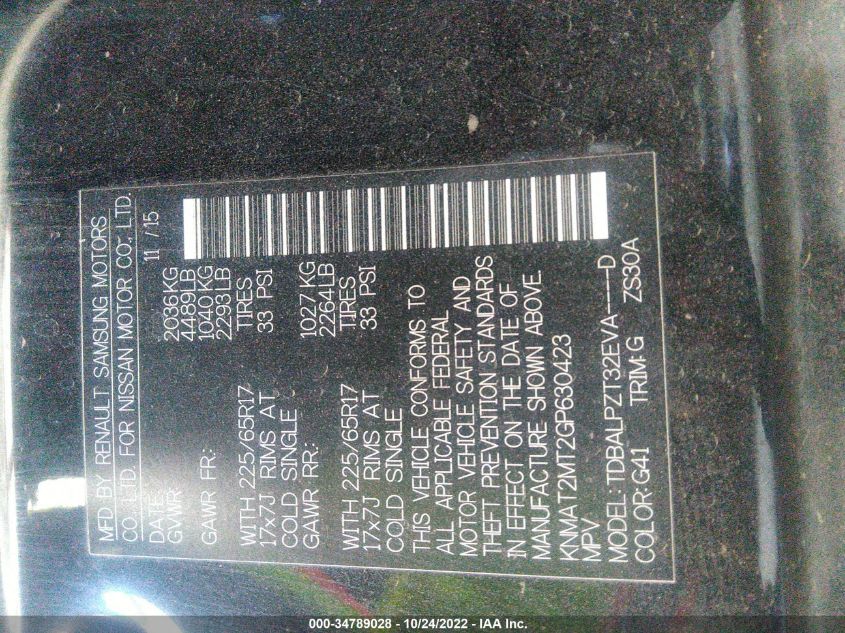 MFD BY RENAULT SAMSUNG MOTORS
CO. LTD. FOR NISSAN MOTOR CO., LTD.
DATE: 11 / 15
GVWR: 2036KG
4489LB
GAWR FR: 1040 KG
2293LB
WITH 225/65R17 TIRES
17x7J RIMS AT 33 PSI
COLD SINGLE
GAWR RR: 1027 KG
2264LB
WITH 225/65R17 TIRES
17x7J RIMS AT 33 PSI
COLD SINGLE
THIS VEHICLE CONFORMS TO
ALL APPLICABLE FEDERAL
MOTOR VEHICLE SAFETY AND
THEFT PREVENTION STANDARDS
IN EFFECT ON THE DATE OF
MANUFACTURE SHOWN ABOVE.
KNMAT2MT2GP630423
MPV
MODEL: TDBALPZT32EVA----D
COLOR:G41 TRIM:G ZS30A
000-34789028 - 10/24/2022 - IAA Inc.